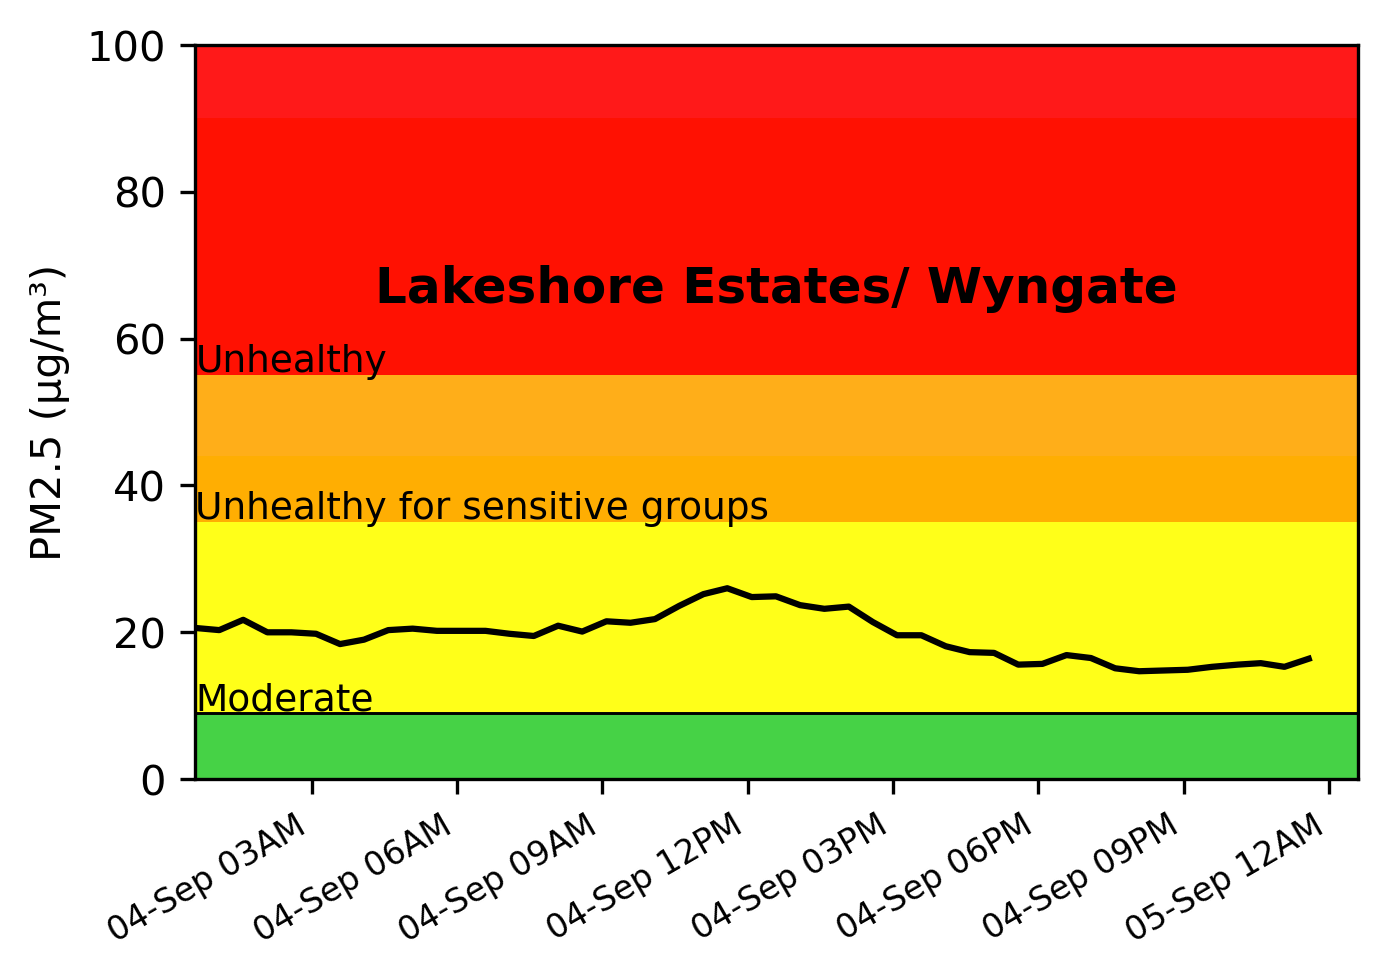 100
80
60
40
20
0
PM2.5 (µg/m³)
Lakeshore Estates/ Wyngate
Unhealthy
Unhealthy for sensitive groups
Moderate
04-Sep 03AM
04-Sep 06AM
04-Sep 09AM
04-Sep 12PM
04-Sep 03PM
04-Sep 06PM
04-Sep 09PM
05-Sep 12AM